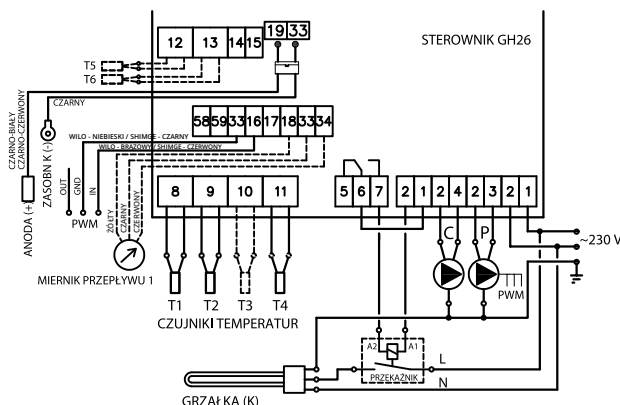 19 33
12 13 14 15
STEROWNIK GH26
T5
T6
CZARNY
58 59 33 16 17 18 33 34
WILO - NIEBIESKI / SHIMGE - CZARNY
WILO - BRĄZOWY / SHIMGE - CZERWONY
CZARNO-BIAŁY
CZARNO-CZERWONY
ZASOBN K (-)
ANODA (+)
OUT
GND
IN
PWM
ŻÓŁTY
CZARNY
CZERWONY
8 9 10 11
5 6 7
2 1 2 4 2 3 2 1
MIERNIK PRZEPŁYWU 1
T1 T2 T3 T4
CZUJNIKI TEMPERATUR
C P
PWM
~230 V
A2 A1
PRZEKAŹNIK
L
N
GRZAŁKA (K)